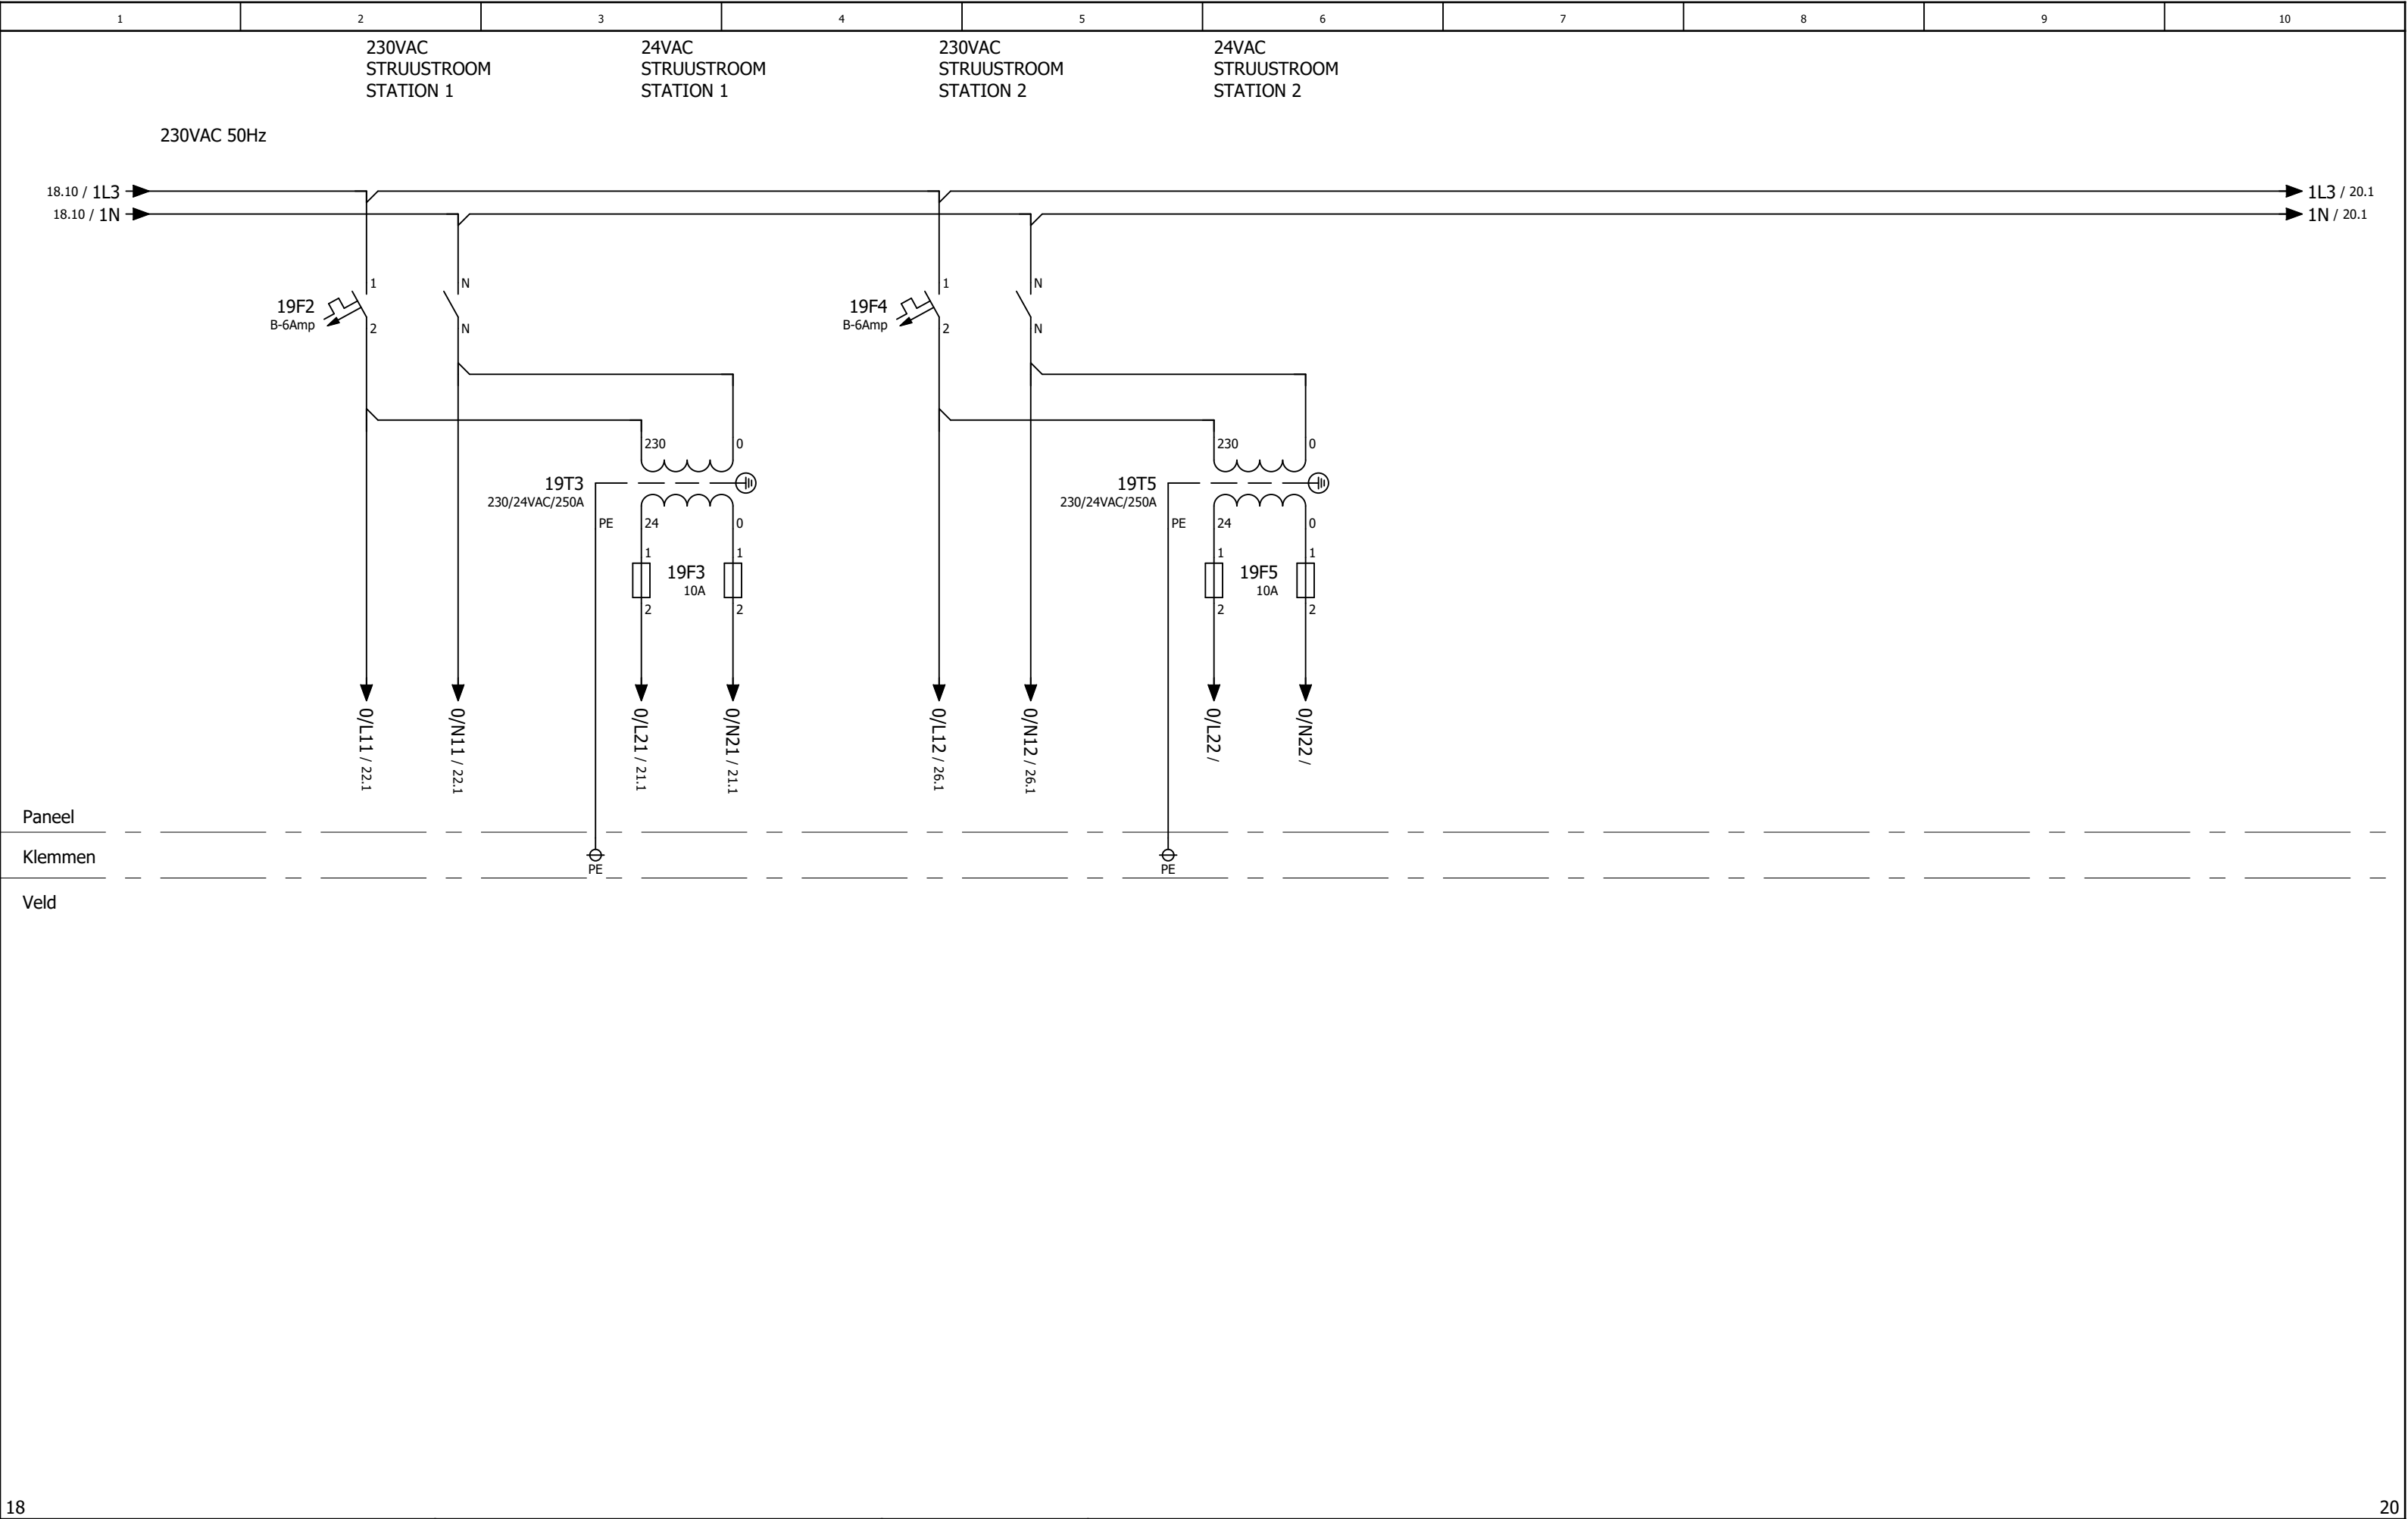 1 2 3 4 5 6 7 8 9 10
230VAC
STRUUSTROOM
STATION 1
24VAC
STRUUSTROOM
STATION 1
230VAC
STRUUSTROOM
STATION 2
24VAC
STRUUSTROOM
STATION 2
230VAC 50Hz
18.10 / 1L3
1L3 / 20.1
18.10 / 1N
1N / 20.1
1
N
19F2
B-6Amp
2
N
1
N
19F4
B-6Amp
2
N
230
0
19T3
230/24VAC/250A
PE
24
0
1
1
19F3
10A
2
2
230
0
19T5
230/24VAC/250A
PE
24
0
1
1
19F5
10A
2
2
0/L11 / 22.1
0/N11 / 22.1
0/L21 / 21.1
0/N21 / 21.1
0/L12 / 26.1
0/N12 / 26.1
0/L22 /
0/N22 /
Paneel
Klemmen
PE
PE
Veld
18
20